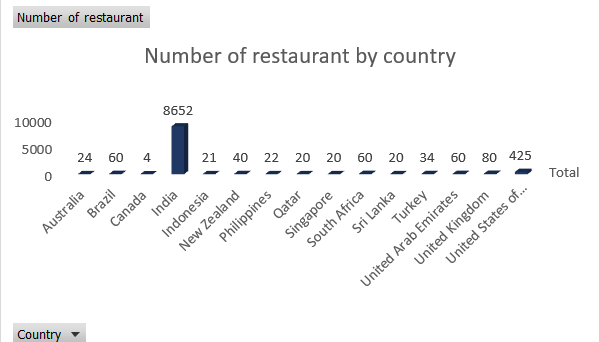 Number of restaurant
Number of restaurant by country
10000
5000
0
24
60
4
8652
21
40
22
20
20
60
20
34
60
80
425
Total
Australia
Brazil
Canada
India
Indonesia
New Zealand
Philippines
Qatar
Singapore
South Africa
Sri Lanka
Turkey
United Arab Emirates
United Kingdom
United States of...
Country